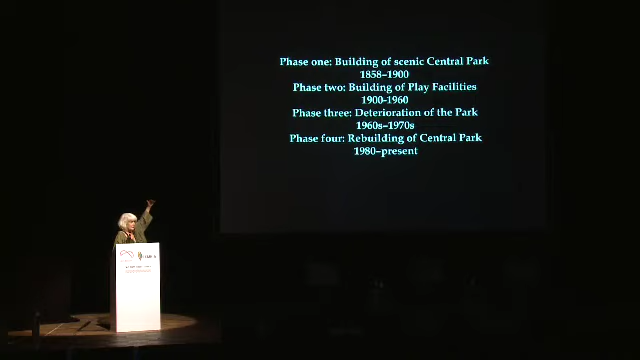 Phase one: Building of scenic Central Park
1858–1900
Phase two: Building of Play Facilities
1900-1960
Phase three: Deterioration of the Park
1960s–1970s
Phase four: Rebuilding of Central Park
1980–present